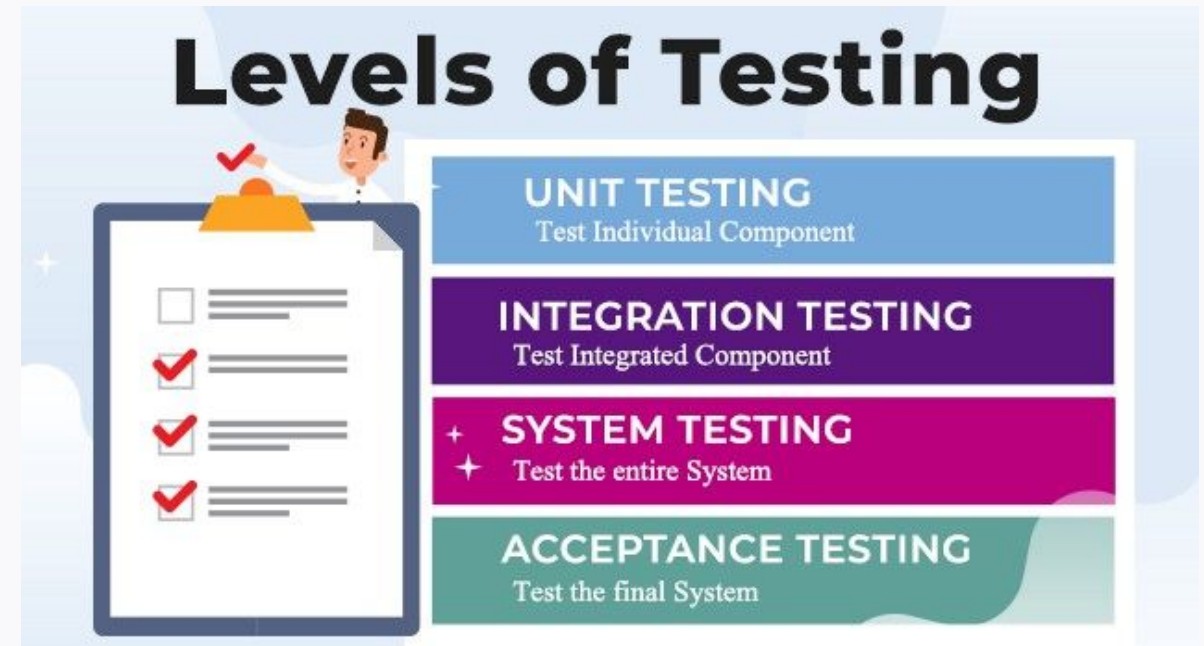 Levels of Testing
UNIT TESTING
Test Individual Component
INTEGRATION TESTING
Test Integrated Component
SYSTEM TESTING
Test the entire System
ACCEPTANCE TESTING
Test the final System